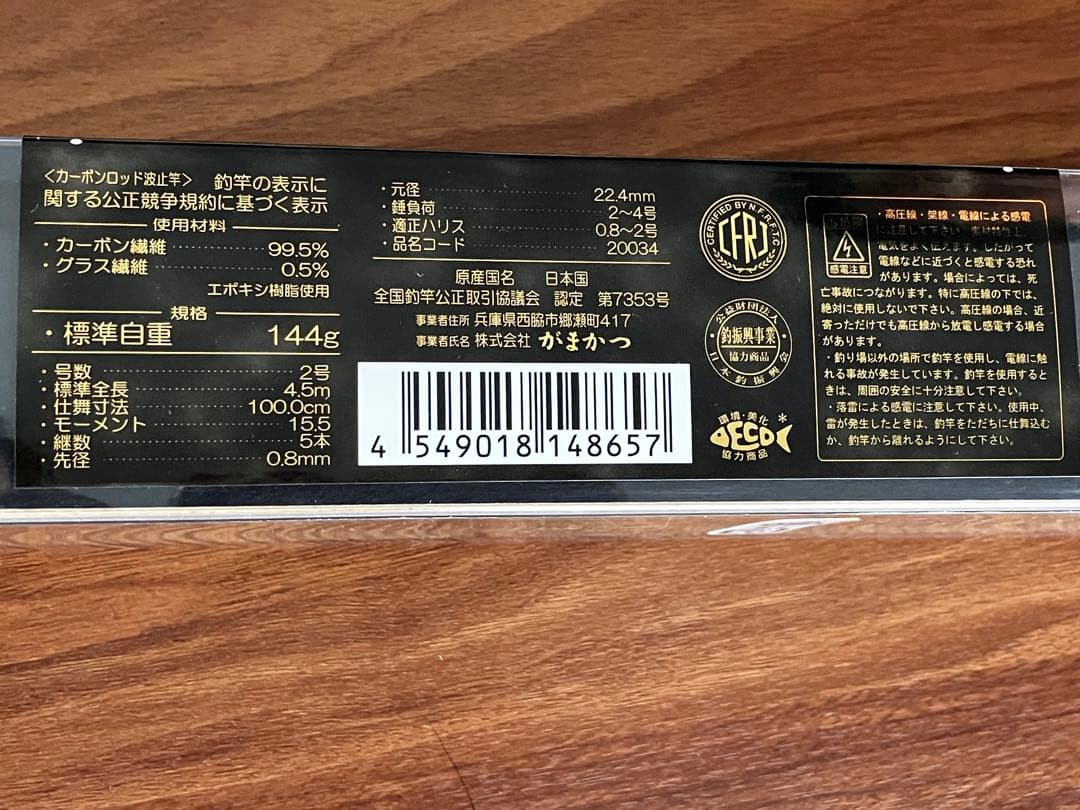 <カーボンロッド波止竿> 釣竿の表示に
関する公正競争規約に基づく表示
使用材料
・カーボン繊維 99.5%
・グラス繊維 0.5%
エポキシ樹脂使用
規格
・標準自重 144g
・号数 2号
・標準全長 4.5m
・仕舞寸法 100.0cm
・モーメント 15.5
・継数 5本
・先径 0.8mm
・元径 22.4mm
・錘負荷 2〜4号
・適正ハリス 0.8〜2号
・品名コード 20034
原産国名 日本国
全国釣竿公正取引協議会 認定 第7353号
事業者住所 兵庫県西脇市郷瀬町417
事業者氏名 株式会社 がまかつ
4 549018 148657
CERTIFIED BY N.F.R.F.T.C
CFRJ
公益財団法人
釣振興事業
協力商品
日本釣振興会
環境・美化
ECO
協力商品
感電注意
・高圧線・架線・電線による感電
に注意して下さい
電気をよく伝えます。したがって
電線などに近づくと感電する恐れ
があります。場合によっては、死
亡事故につながります。特に高圧線の下では、
絶対に使用しないで下さい。高圧線の場合、近
寄っただけでも高圧線から放電し感電する場合
があります。
・釣り場以外の場所で釣竿を使用し、電線に触
れる事故が発生しています。釣竿を使用すると
きは、周囲の安全に十分注意して下さい。
・落雷による感電に注意して下さい。使用中、
雷が発生したときは、釣竿をただちに仕舞込む
か、釣竿から離れるようにして下さい。